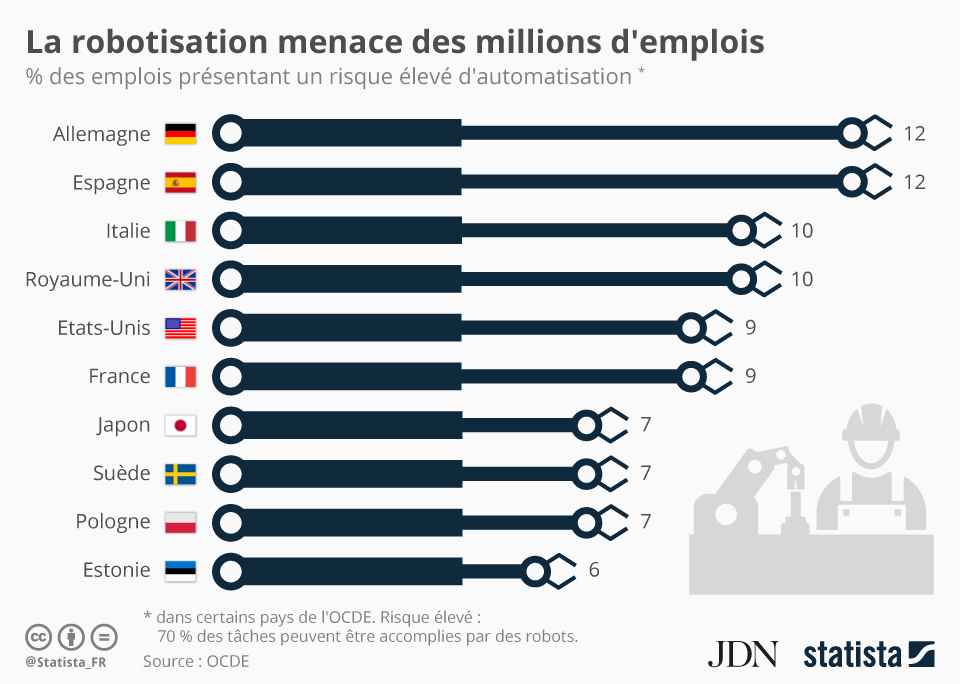 La robotisation menace des millions d'emplois
% des emplois présentant un risque élevé d'automatisation *
Allemagne 12
Espagne 12
Italie 10
Royaume-Uni 10
Etats-Unis 9
France 9
Japon 7
Suède 7
Pologne 7
Estonie 6
* dans certains pays de l'OCDE. Risque élevé :
70 % des tâches peuvent être accomplies par des robots.
cc
@Statista_FR
Source : OCDE
JDN statista